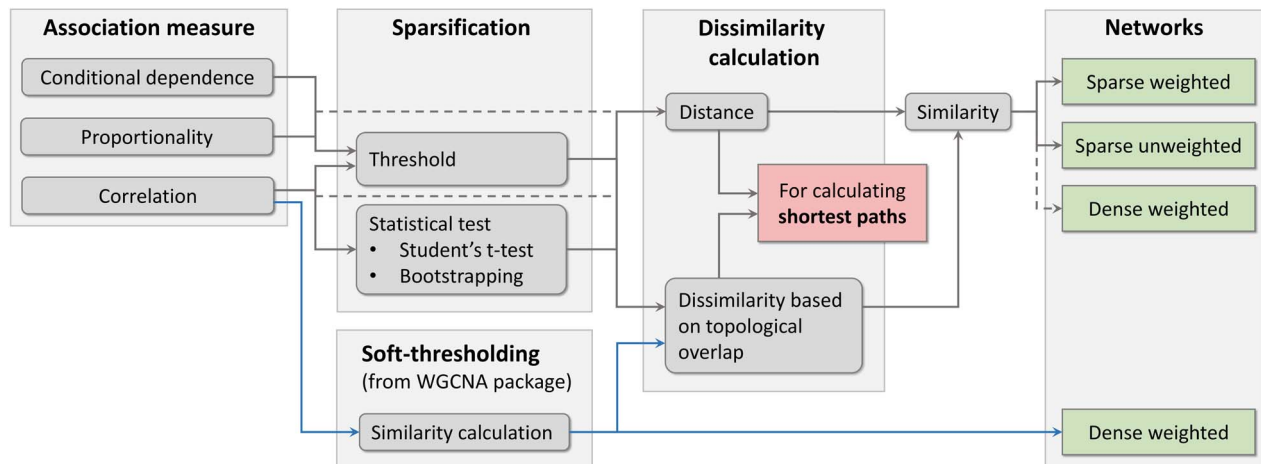 Association measure
Conditional dependence
Proportionality
Correlation
Sparsification
Threshold
Statistical test
• Student's t-test
• Bootstrapping
Soft-thresholding
(from WGCNA package)
Similarity calculation
Dissimilarity
calculation
Distance
For calculating
shortest paths
Dissimilarity based
on topological
overlap
Similarity
Networks
Sparse weighted
Sparse unweighted
Dense weighted
Dense weighted